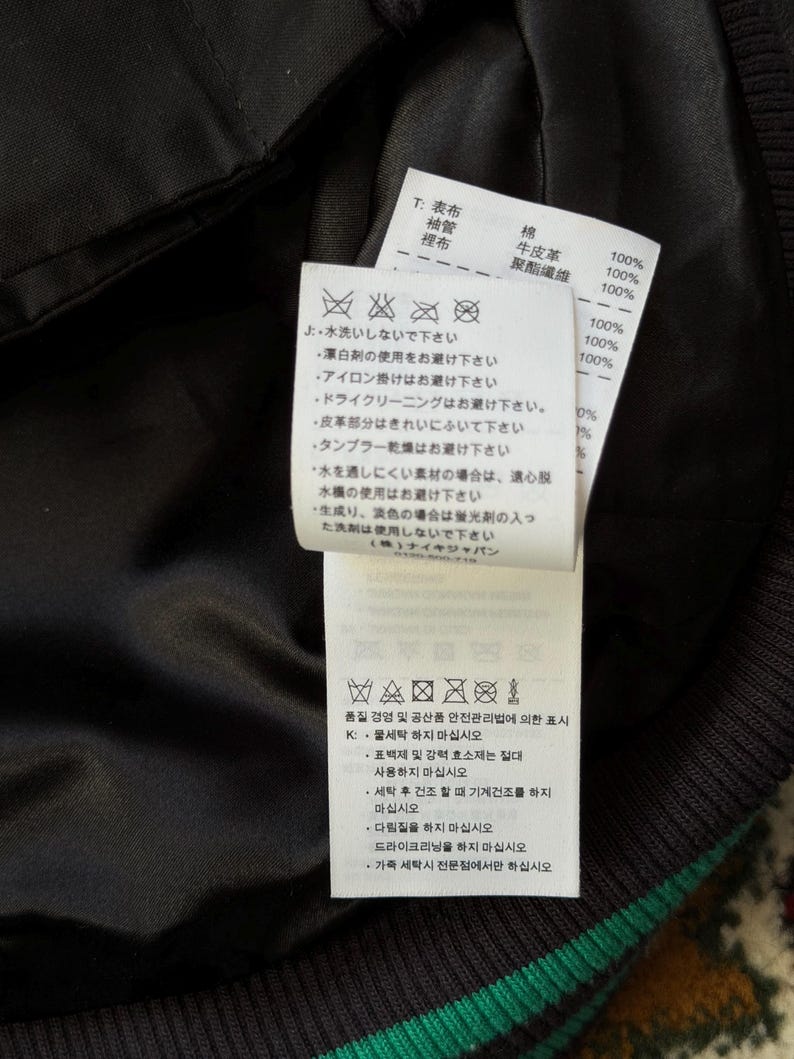 T: 表布 棉 100%
袖管 牛皮革 100%
裡布 聚酯纖維 100%
100%
100%
100%
J: ・水洗いしないで下さい
・漂白剤の使用をお避け下さい
・アイロン掛けはお避け下さい
・ドライクリーニングはお避け下さい。
・皮革部分はきれいにふいて下さい
・タンブラー乾燥はお避け下さい
・水を通しにくい素材の場合は、遠心脱
水機の使用はお避け下さい
・生成り、淡色の場合は蛍光剤の入っ
た洗剤は使用しないで下さい
(株)ナイキジャパン
0120-500-719
품질 경영 및 공산품 안전관리법에 의한 표시
K: • 물세탁 하지 마십시오
• 표백제 및 강력 효소제는 절대
사용하지 마십시오
• 세탁 후 건조 할 때 기계건조를 하지
마십시오
• 다림질을 하지 마십시오
드라이크리닝을 하지 마십시오
• 가죽 세탁시 전문점에서만 하십시오